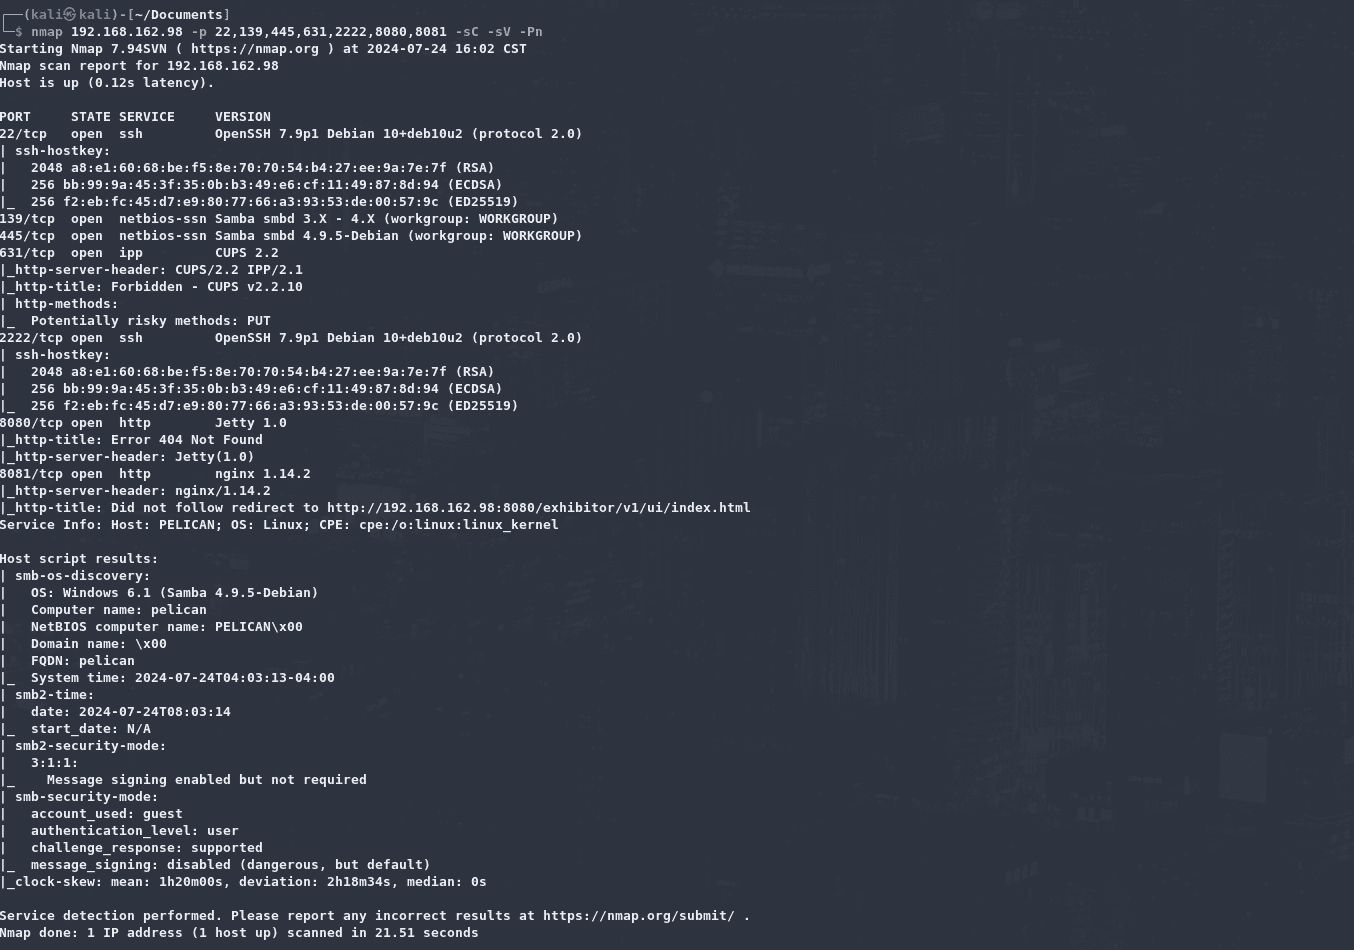 ┌──(kali㉿kali)-[~/Documents]
└─$ nmap 192.168.162.98 -p 22,139,445,631,2222,8080,8081 -sC -sV -Pn
Starting Nmap 7.94SVN ( https://nmap.org ) at 2024-07-24 16:02 CST
Nmap scan report for 192.168.162.98
Host is up (0.12s latency).

PORT     STATE SERVICE     VERSION
22/tcp   open  ssh         OpenSSH 7.9p1 Debian 10+deb10u2 (protocol 2.0)
| ssh-hostkey:
|   2048 a8:e1:60:68:be:f5:8e:70:70:54:b4:27:ee:9a:7e:7f (RSA)
|   256 bb:99:9a:45:3f:35:0b:b3:49:e6:cf:11:49:87:8d:94 (ECDSA)
|_  256 f2:eb:fc:45:d7:e9:80:77:66:a3:93:53:de:00:57:9c (ED25519)
139/tcp  open  netbios-ssn Samba smbd 3.X - 4.X (workgroup: WORKGROUP)
445/tcp  open  netbios-ssn Samba smbd 4.9.5-Debian (workgroup: WORKGROUP)
631/tcp  open  ipp         CUPS 2.2
|_http-server-header: CUPS/2.2 IPP/2.1
|_http-title: Forbidden - CUPS v2.2.10
| http-methods:
|_  Potentially risky methods: PUT
2222/tcp open  ssh         OpenSSH 7.9p1 Debian 10+deb10u2 (protocol 2.0)
| ssh-hostkey:
|   2048 a8:e1:60:68:be:f5:8e:70:70:54:b4:27:ee:9a:7e:7f (RSA)
|   256 bb:99:9a:45:3f:35:0b:b3:49:e6:cf:11:49:87:8d:94 (ECDSA)
|_  256 f2:eb:fc:45:d7:e9:80:77:66:a3:93:53:de:00:57:9c (ED25519)
8080/tcp open  http        Jetty 1.0
|_http-title: Error 404 Not Found
|_http-server-header: Jetty(1.0)
8081/tcp open  http        nginx 1.14.2
|_http-server-header: nginx/1.14.2
|_http-title: Did not follow redirect to http://192.168.162.98:8080/exhibitor/v1/ui/index.html
Service Info: Host: PELICAN; OS: Linux; CPE: cpe:/o:linux:linux_kernel

Host script results:
| smb-os-discovery:
|   OS: Windows 6.1 (Samba 4.9.5-Debian)
|   Computer name: pelican
|   NetBIOS computer name: PELICAN\x00
|   Domain name: \x00
|   FQDN: pelican
|_  System time: 2024-07-24T04:03:13-04:00
| smb2-time:
|   date: 2024-07-24T08:03:14
|_  start_date: N/A
| smb2-security-mode:
|   3:1:1:
|_    Message signing enabled but not required
| smb-security-mode:
|   account_used: guest
|   authentication_level: user
|   challenge_response: supported
|_  message_signing: disabled (dangerous, but default)
|_clock-skew: mean: 1h20m00s, deviation: 2h18m34s, median: 0s

Service detection performed. Please report any incorrect results at https://nmap.org/submit/ .
Nmap done: 1 IP address (1 host up) scanned in 21.51 seconds